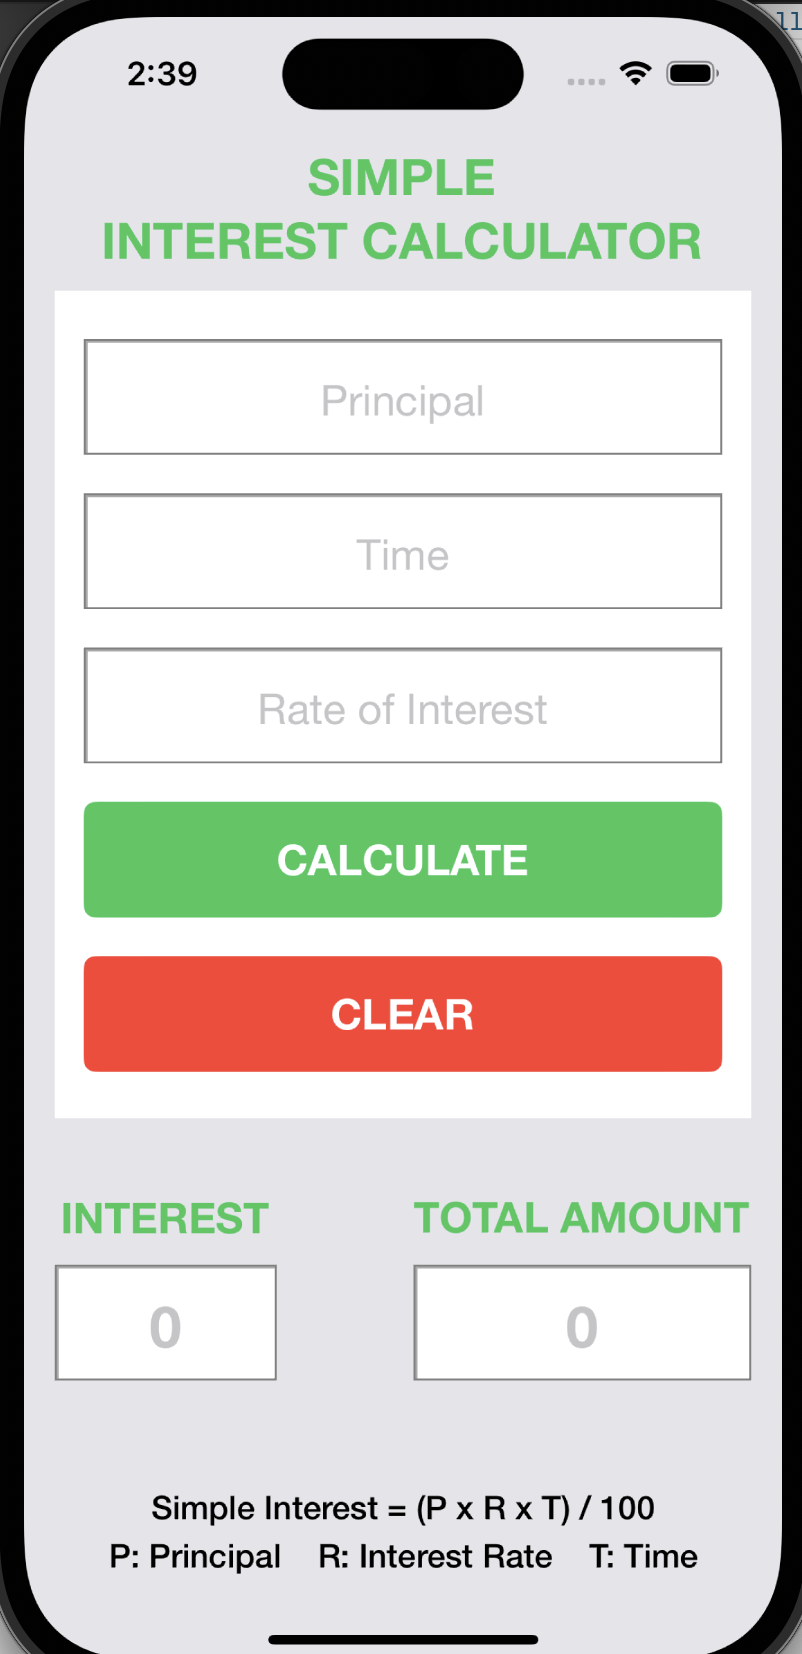 2:39
SIMPLE
INTEREST CALCULATOR
Principal
Time
Rate of Interest
CALCULATE
CLEAR
INTEREST TOTAL AMOUNT
0 0
Simple Interest = (P x R x T) / 100
P: Principal R: Interest Rate T: Time